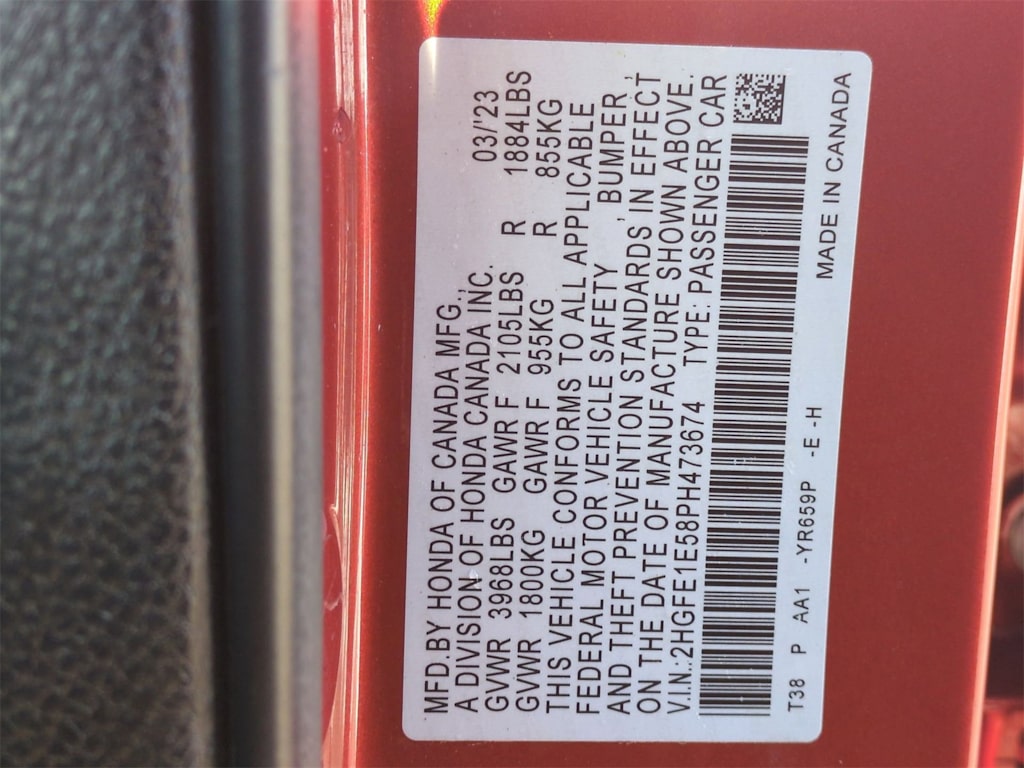 MFD.BY HONDA OF CANADA MFG.,
A DIVISION OF HONDA CANADA INC. 03/'23
GVWR 3968LBS GAWR F 2105LBS R 1884LBS
GVWR 1800KG GAWR F 955KG R 855KG
THIS VEHICLE CONFORMS TO ALL APPLICABLE
FEDERAL MOTOR VEHICLE SAFETY , BUMPER ,
AND THEFT PREVENTION STANDARDS IN EFFECT
ON THE DATE OF MANUFACTURE SHOWN ABOVE.
V.I.N.:2HGFE1E58PH473674 TYPE: PASSENGER CAR
T38 P AA1 -YR659P -E -H MADE IN CANADA